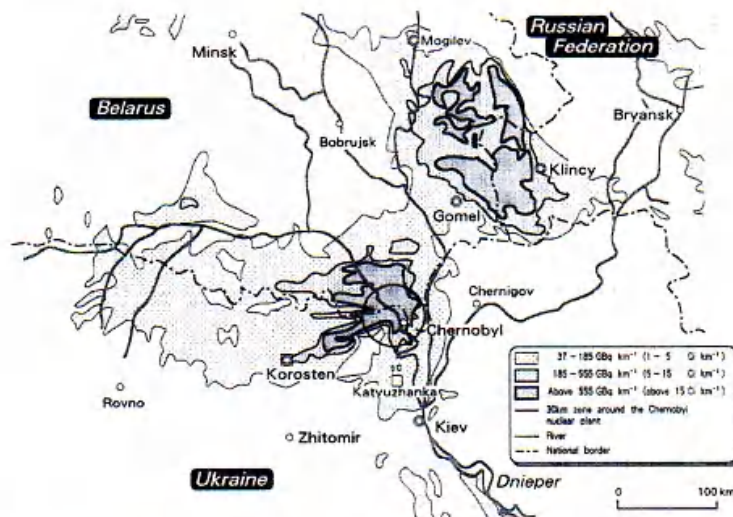 Russian
Federation
Mogilev
Minsk
Belarus
Bryansk
Bobrujsk
Klincy
Gomel
Chernigov
Chernobyl
Korosten
Katyuzhanka
Rovno
Kiev
Zhitomir
Ukraine
Dnieper
37 – 185 GBq km⁻² (1 – 5 Ci km⁻²)
185 – 555 GBq km⁻² (5 – 15 Ci km⁻²)
Above 555 GBq km⁻² (above 15 Ci km⁻²)
30km zone around the Chernobyl
nuclear plant
River
National border
0 100 km